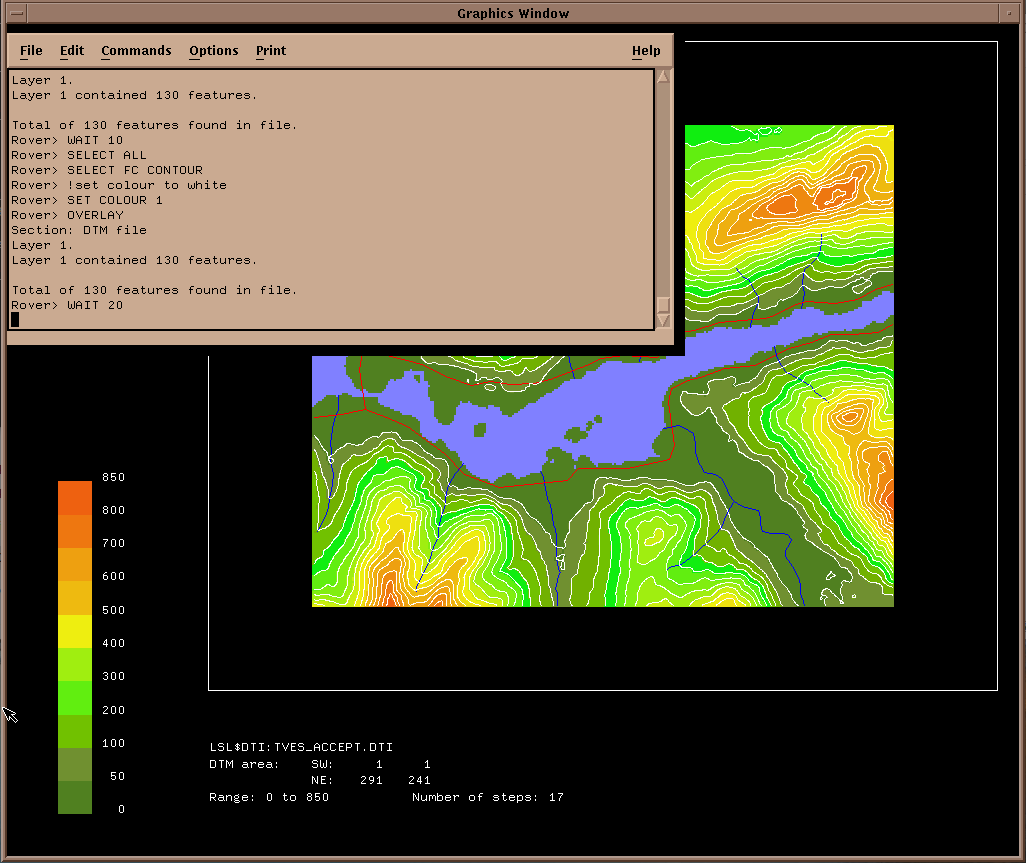 Graphics Window
File Edit Commands Options Print Help
Layer 1.
Layer 1 contained 130 features.
Total of 130 features found in file.
Rover> WAIT 10
Rover> SELECT ALL
Rover> SELECT FC CONTOUR
Rover> !set colour to white
Rover> SET COLOUR 1
Rover> OVERLAY
Section: DTM file
Layer 1.
Layer 1 contained 130 features.
Total of 130 features found in file.
Rover> WAIT 20
850
800
700
600
500
400
300
200
100
50
0
LSL$DTI:TVES_ACCEPT.DTI
DTM area: SW: 1 1
NE: 291 241
Range: 0 to 850 Number of steps: 17